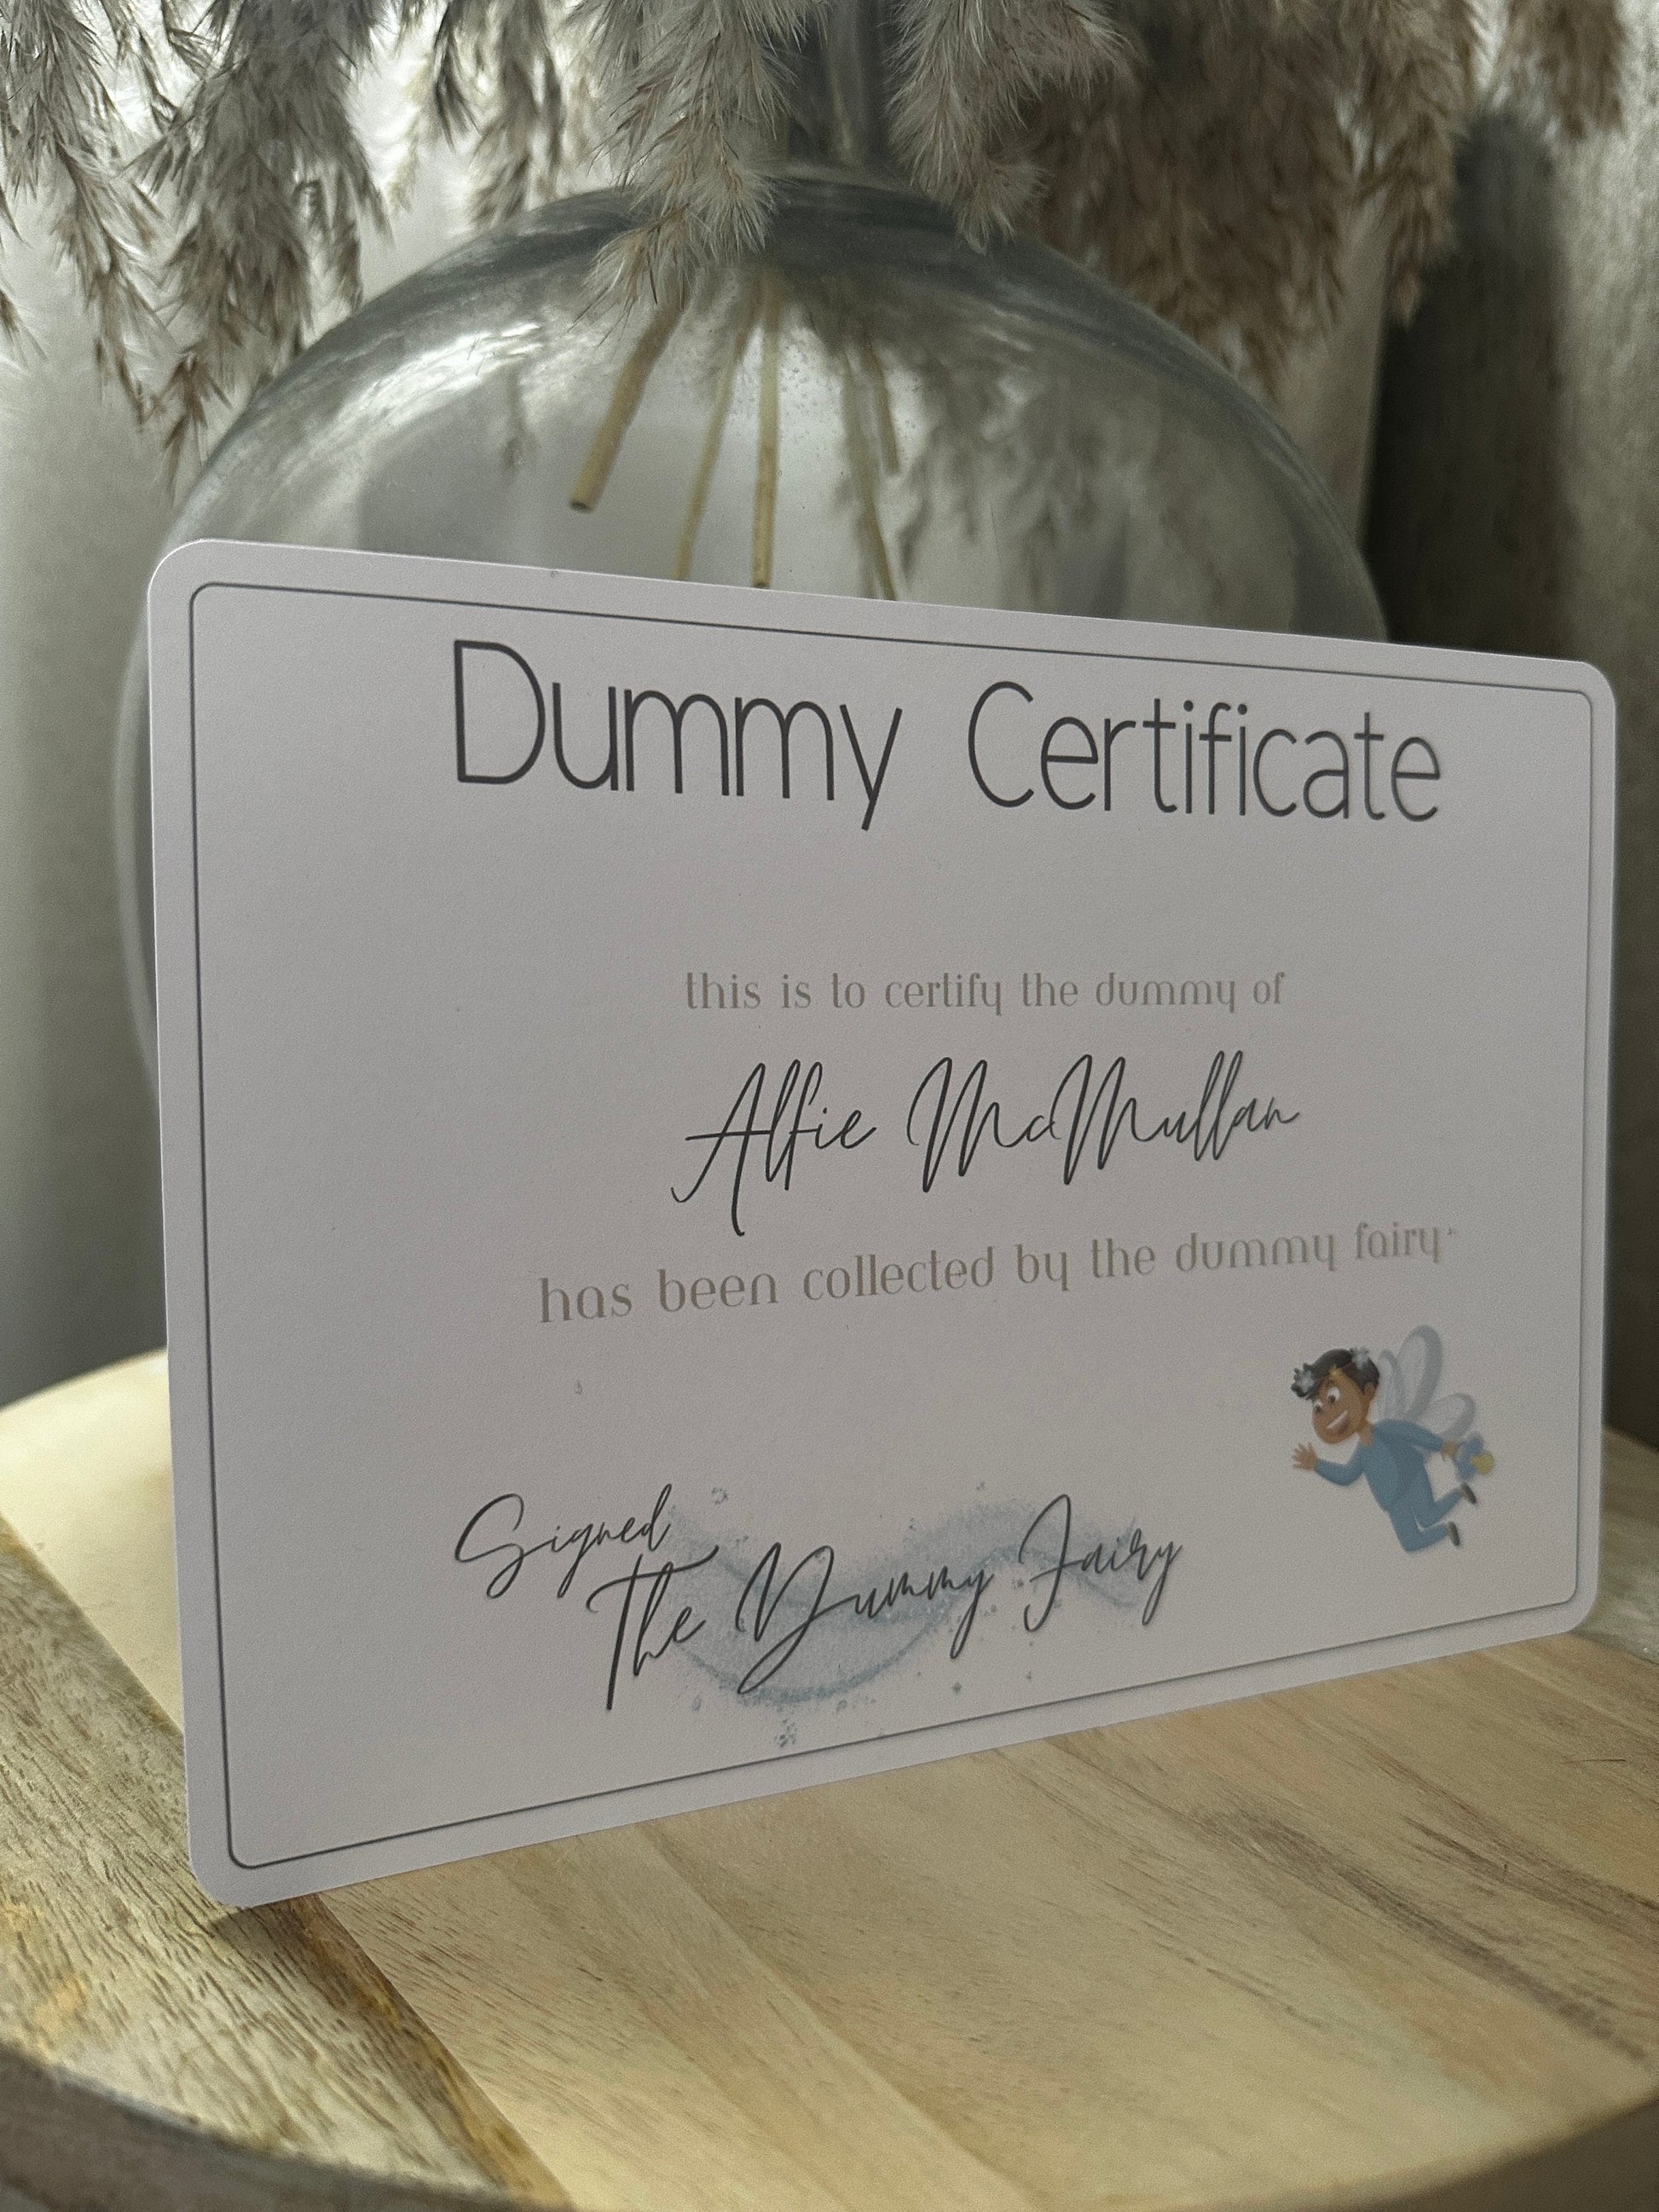 Dummy Certificate
this is to certify the dummy of
Alfie McMullan
has been collected by the dummy fairy
Signed
The Dummy Fairy